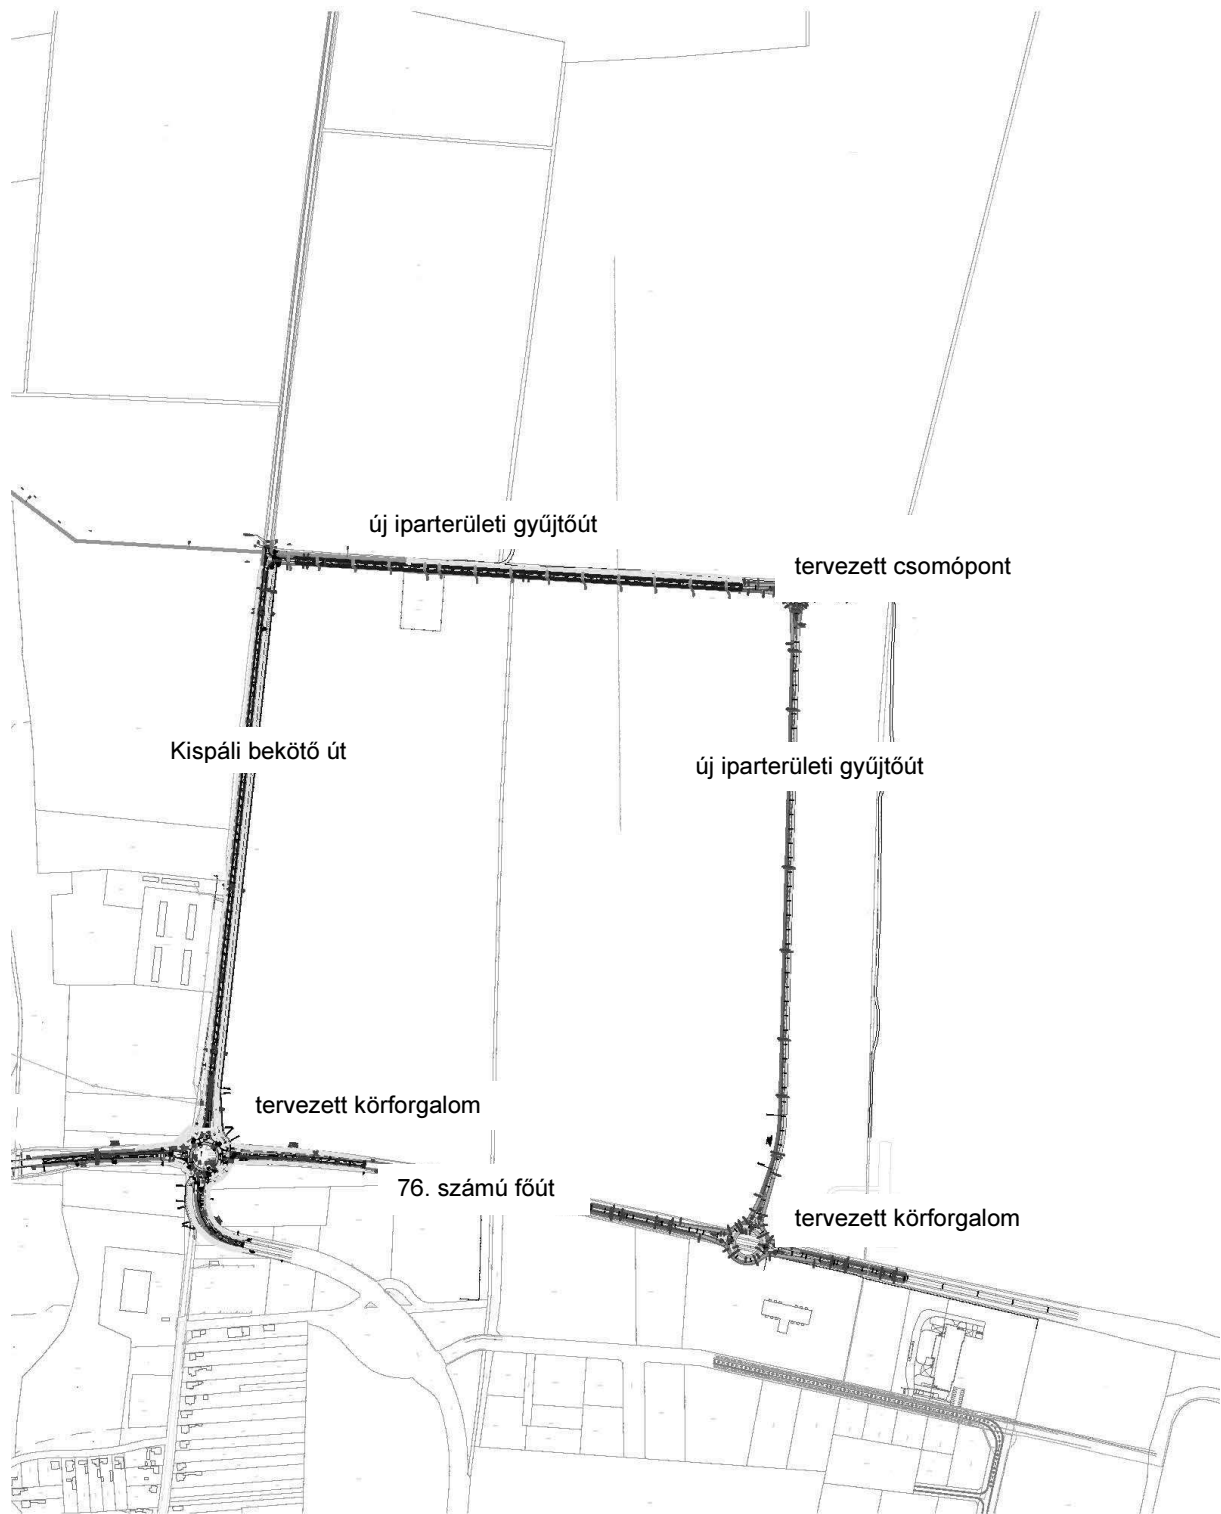 új iparterületi gyűjtőút
tervezett csomópont
Kispáli bekötő út
új iparterületi gyűjtőút
tervezett körforgalom
76. számú főút
tervezett körforgalom